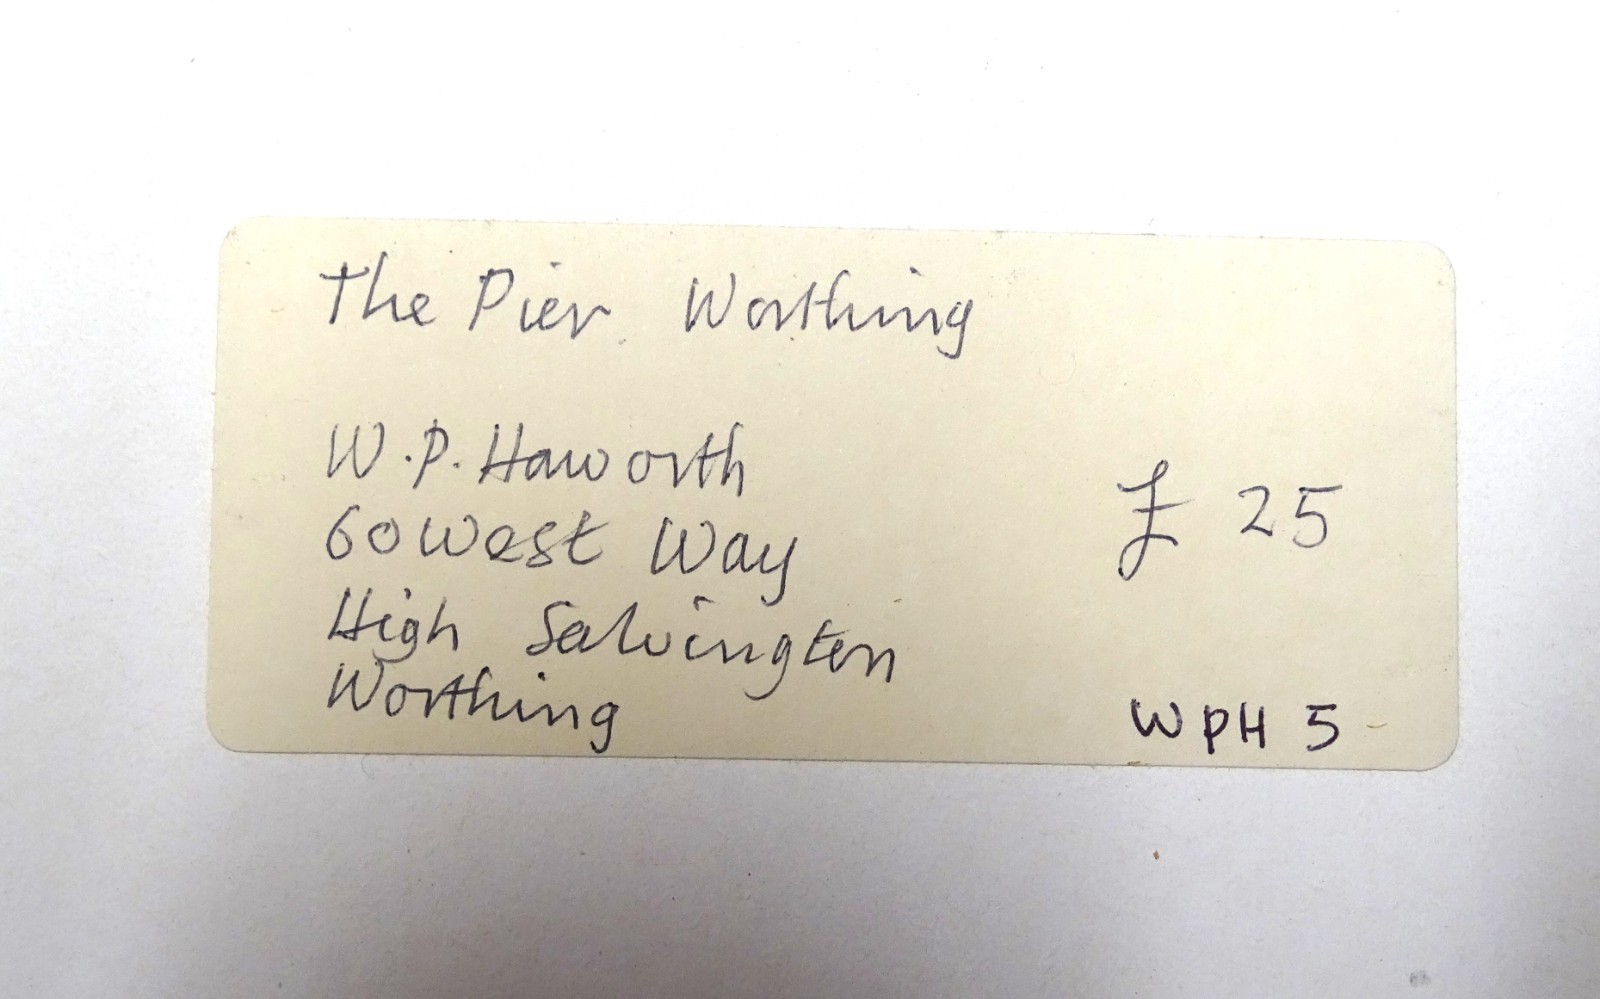 The Pier. Worthing
W.P. Haworth
60 West Way
£ 25
High Salvington
Worthing
WPH 5